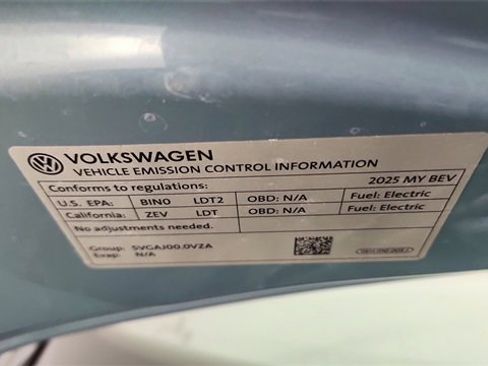 VOLKSWAGEN
VEHICLE EMISSION CONTROL INFORMATION
Conforms to regulations: 2025 MY BEV
U.S. EPA: BIN0 LDT2 OBD: N/A Fuel: Electric
California: ZEV LDT OBD: N/A Fuel: Electric
No adjustments needed.
Group: SVGAJ00.0VZA
Evap: N/A